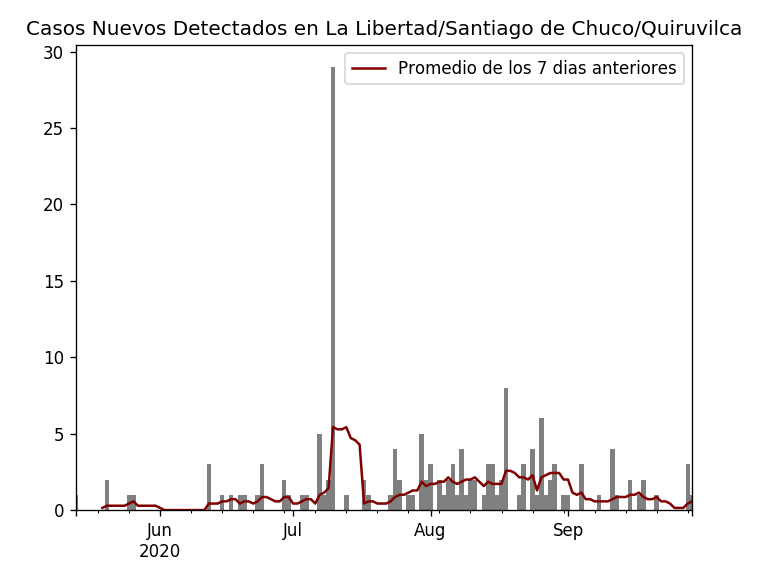 Casos Nuevos Detectados en La Libertad/Santiago de Chuco/Quiruvilca
Promedio de los 7 dias anteriores
30
25
20
15
10
5
0
Jun
2020
Jul
Aug
Sep